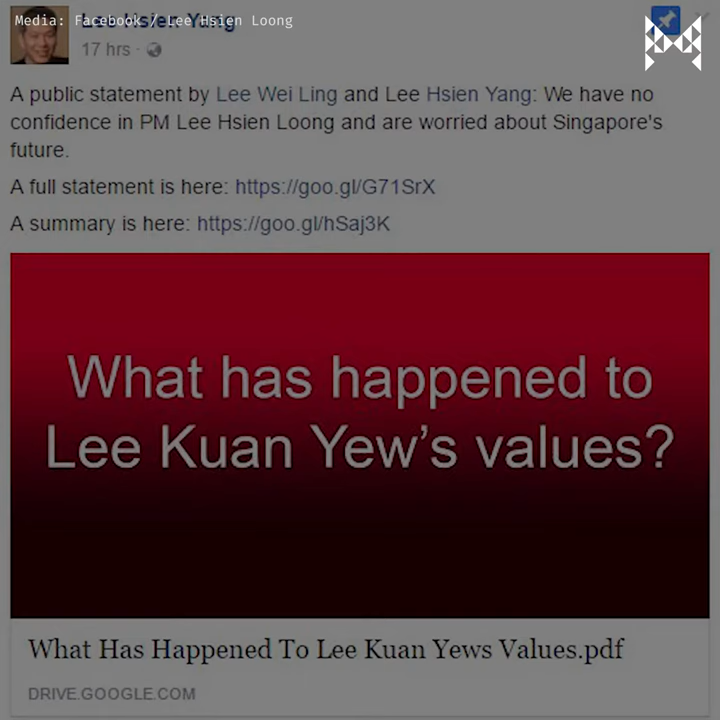 Media: Facebook / Lee Hsien Loong
Lee Hsien Yang
17 hrs ·
A public statement by Lee Wei Ling and Lee Hsien Yang: We have no
confidence in PM Lee Hsien Loong and are worried about Singapore's
future.
A full statement is here: https://goo.gl/G71SrX
A summary is here: https://goo.gl/hSaj3K
What has happened to
Lee Kuan Yew's values?
What Has Happened To Lee Kuan Yews Values.pdf
DRIVE.GOOGLE.COM